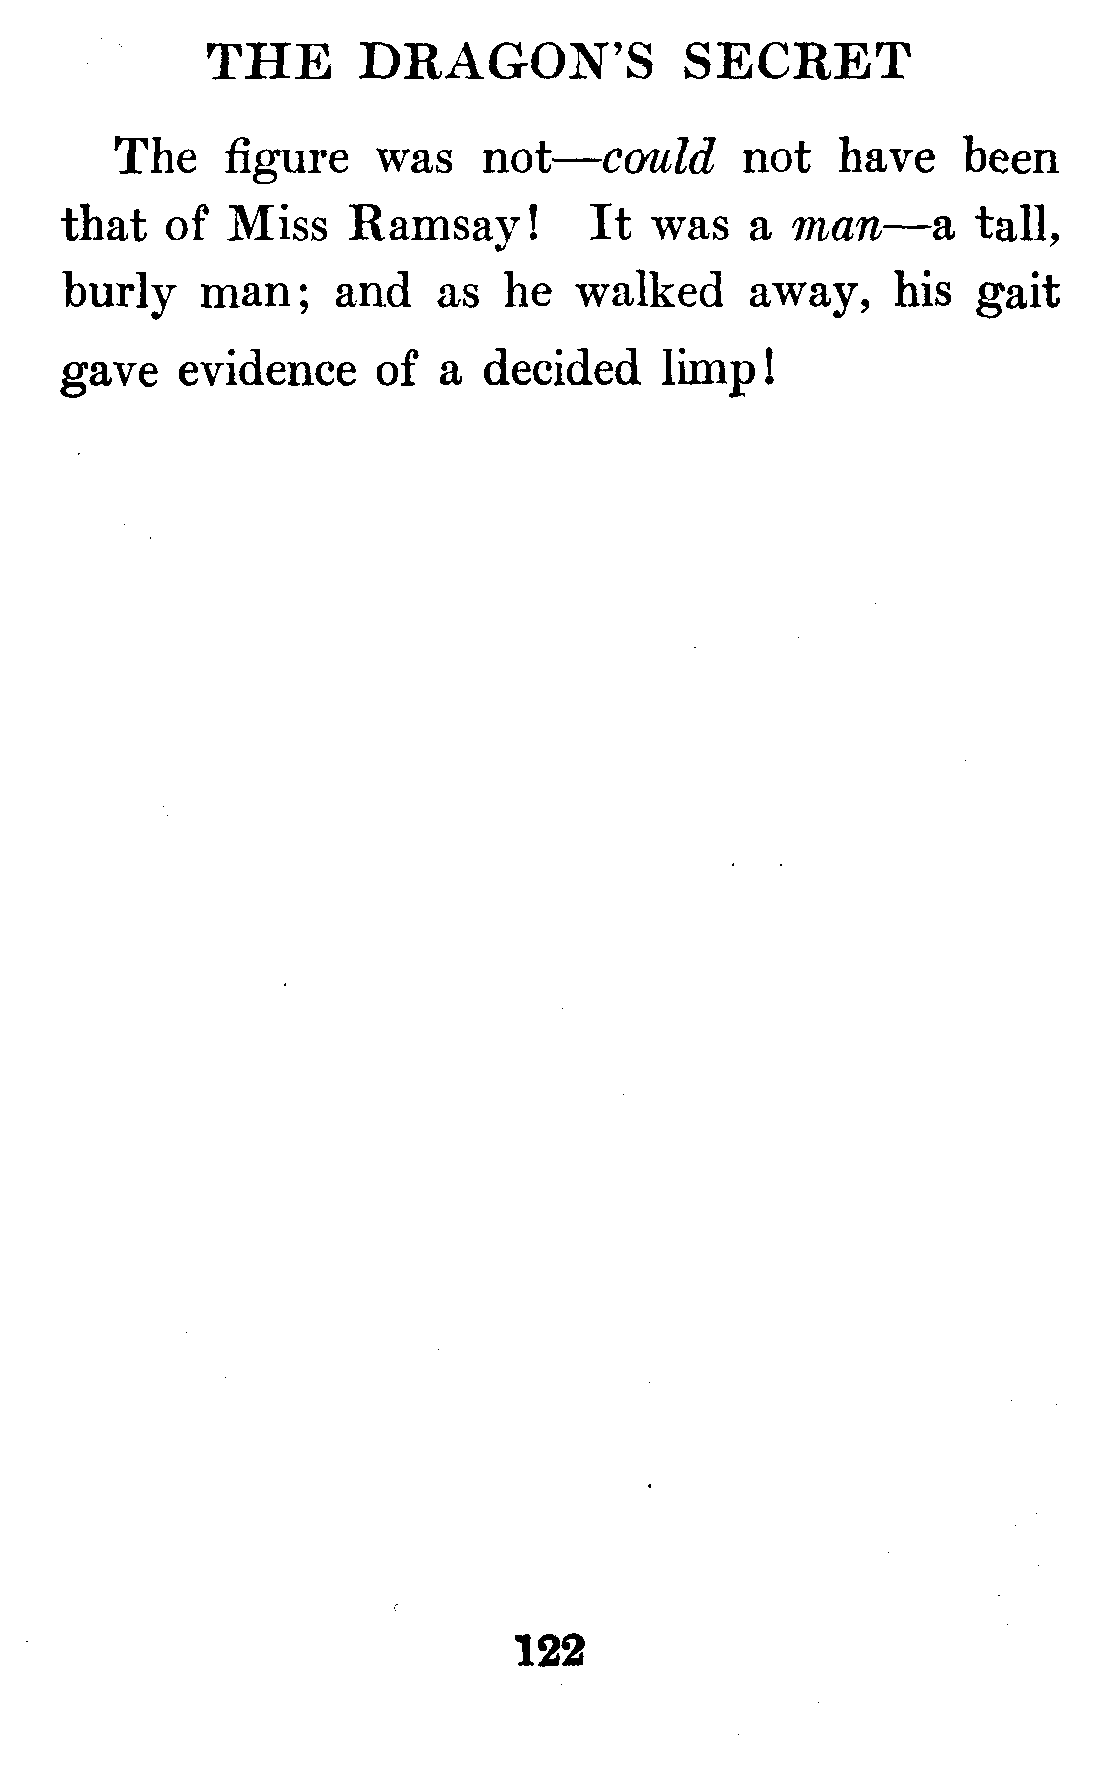 THE DRAGON'S SECRET
The figure was not—could not have been
that of Miss Ramsay! It was a man—a tall,
burly man; and as he walked away, his gait
gave evidence of a decided limp!
122